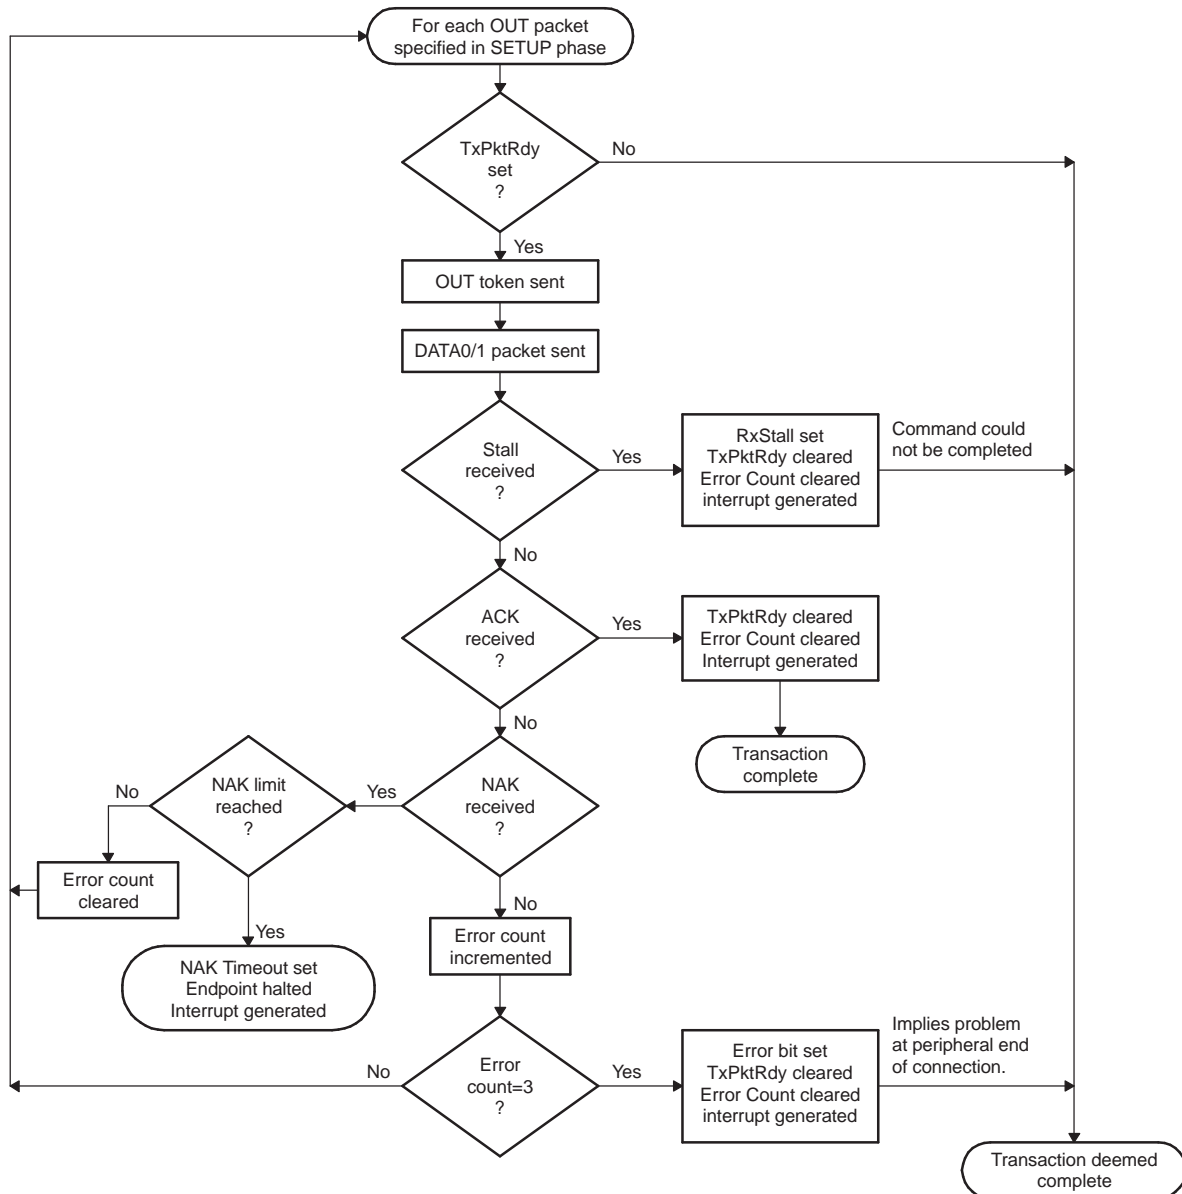 For each OUT packet
specified in SETUP phase
TxPktRdy
set
?
No
Yes
OUT token sent
DATA0/1 packet sent
Stall
received
?
Yes
RxStall set
TxPktRdy cleared
Error Count cleared
interrupt generated
Command could
not be completed
No
ACK
received
?
Yes
TxPktRdy cleared
Error Count cleared
Interrupt generated
No
Transaction
complete
NAK
received
?
Yes
NAK limit
reached
?
No
Error count
cleared
Yes
NAK Timeout set
Endpoint halted
Interrupt generated
No
Error count
incremented
Error
count=3
?
No
Yes
Error bit set
TxPktRdy cleared
Error Count cleared
interrupt generated
Implies problem
at peripheral end
of connection.
Transaction deemed
complete